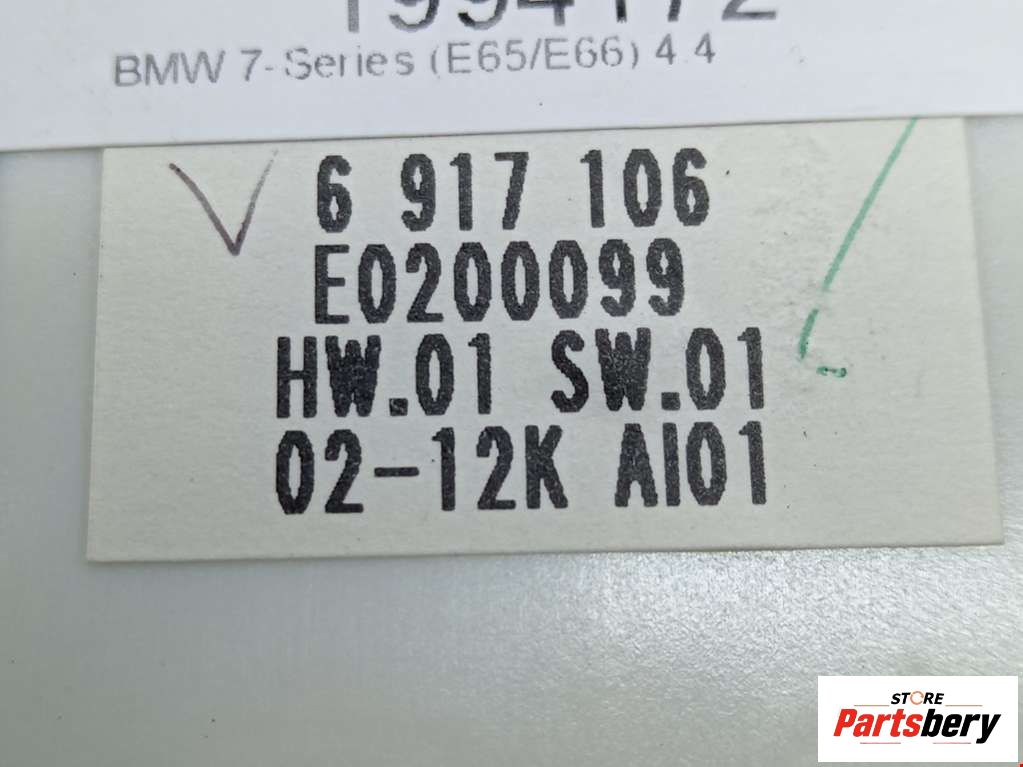 1994172
BMW 7-Series (E65/E66) 4.4
6 917 106
E0200099
HW.01 SW.01
02-12K AI01
STORE
Partsbery